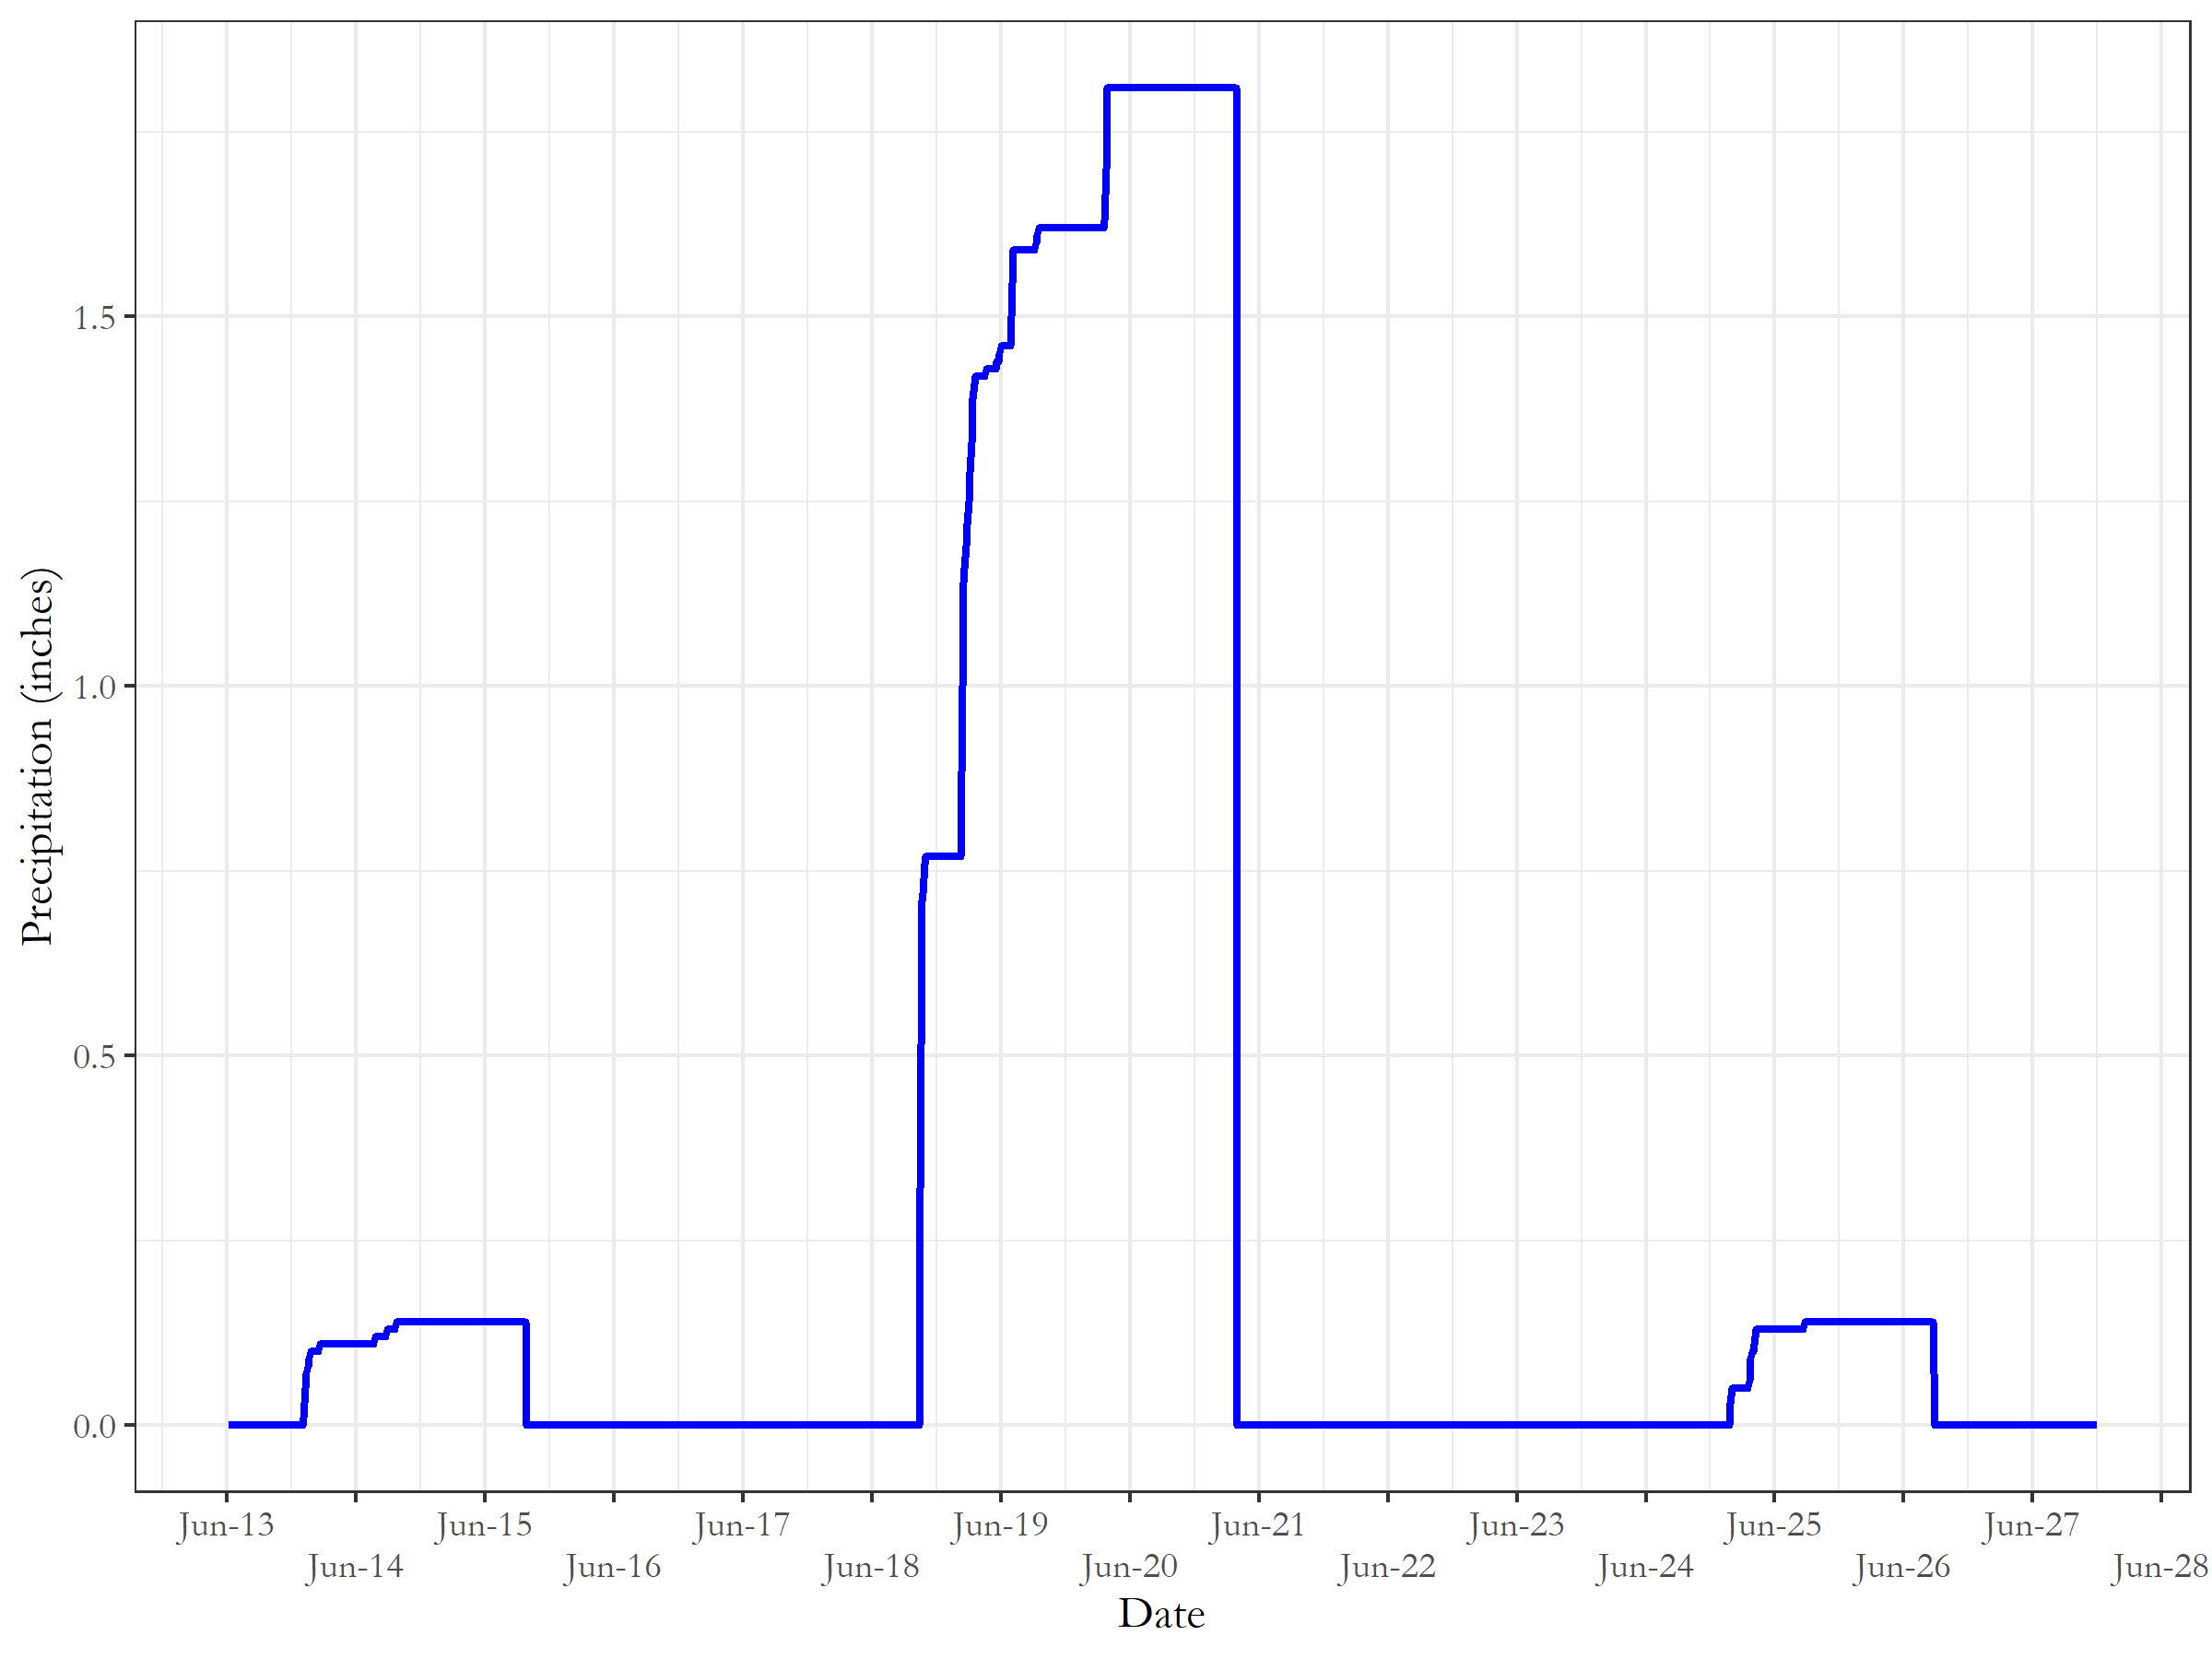 Precipitation (inches)
1.5
1.0
0.5
0.0
Jun-13 Jun-15 Jun-17 Jun-19 Jun-21 Jun-23 Jun-25 Jun-27
Jun-14 Jun-16 Jun-18 Jun-20 Jun-22 Jun-24 Jun-26 Jun-28
Date